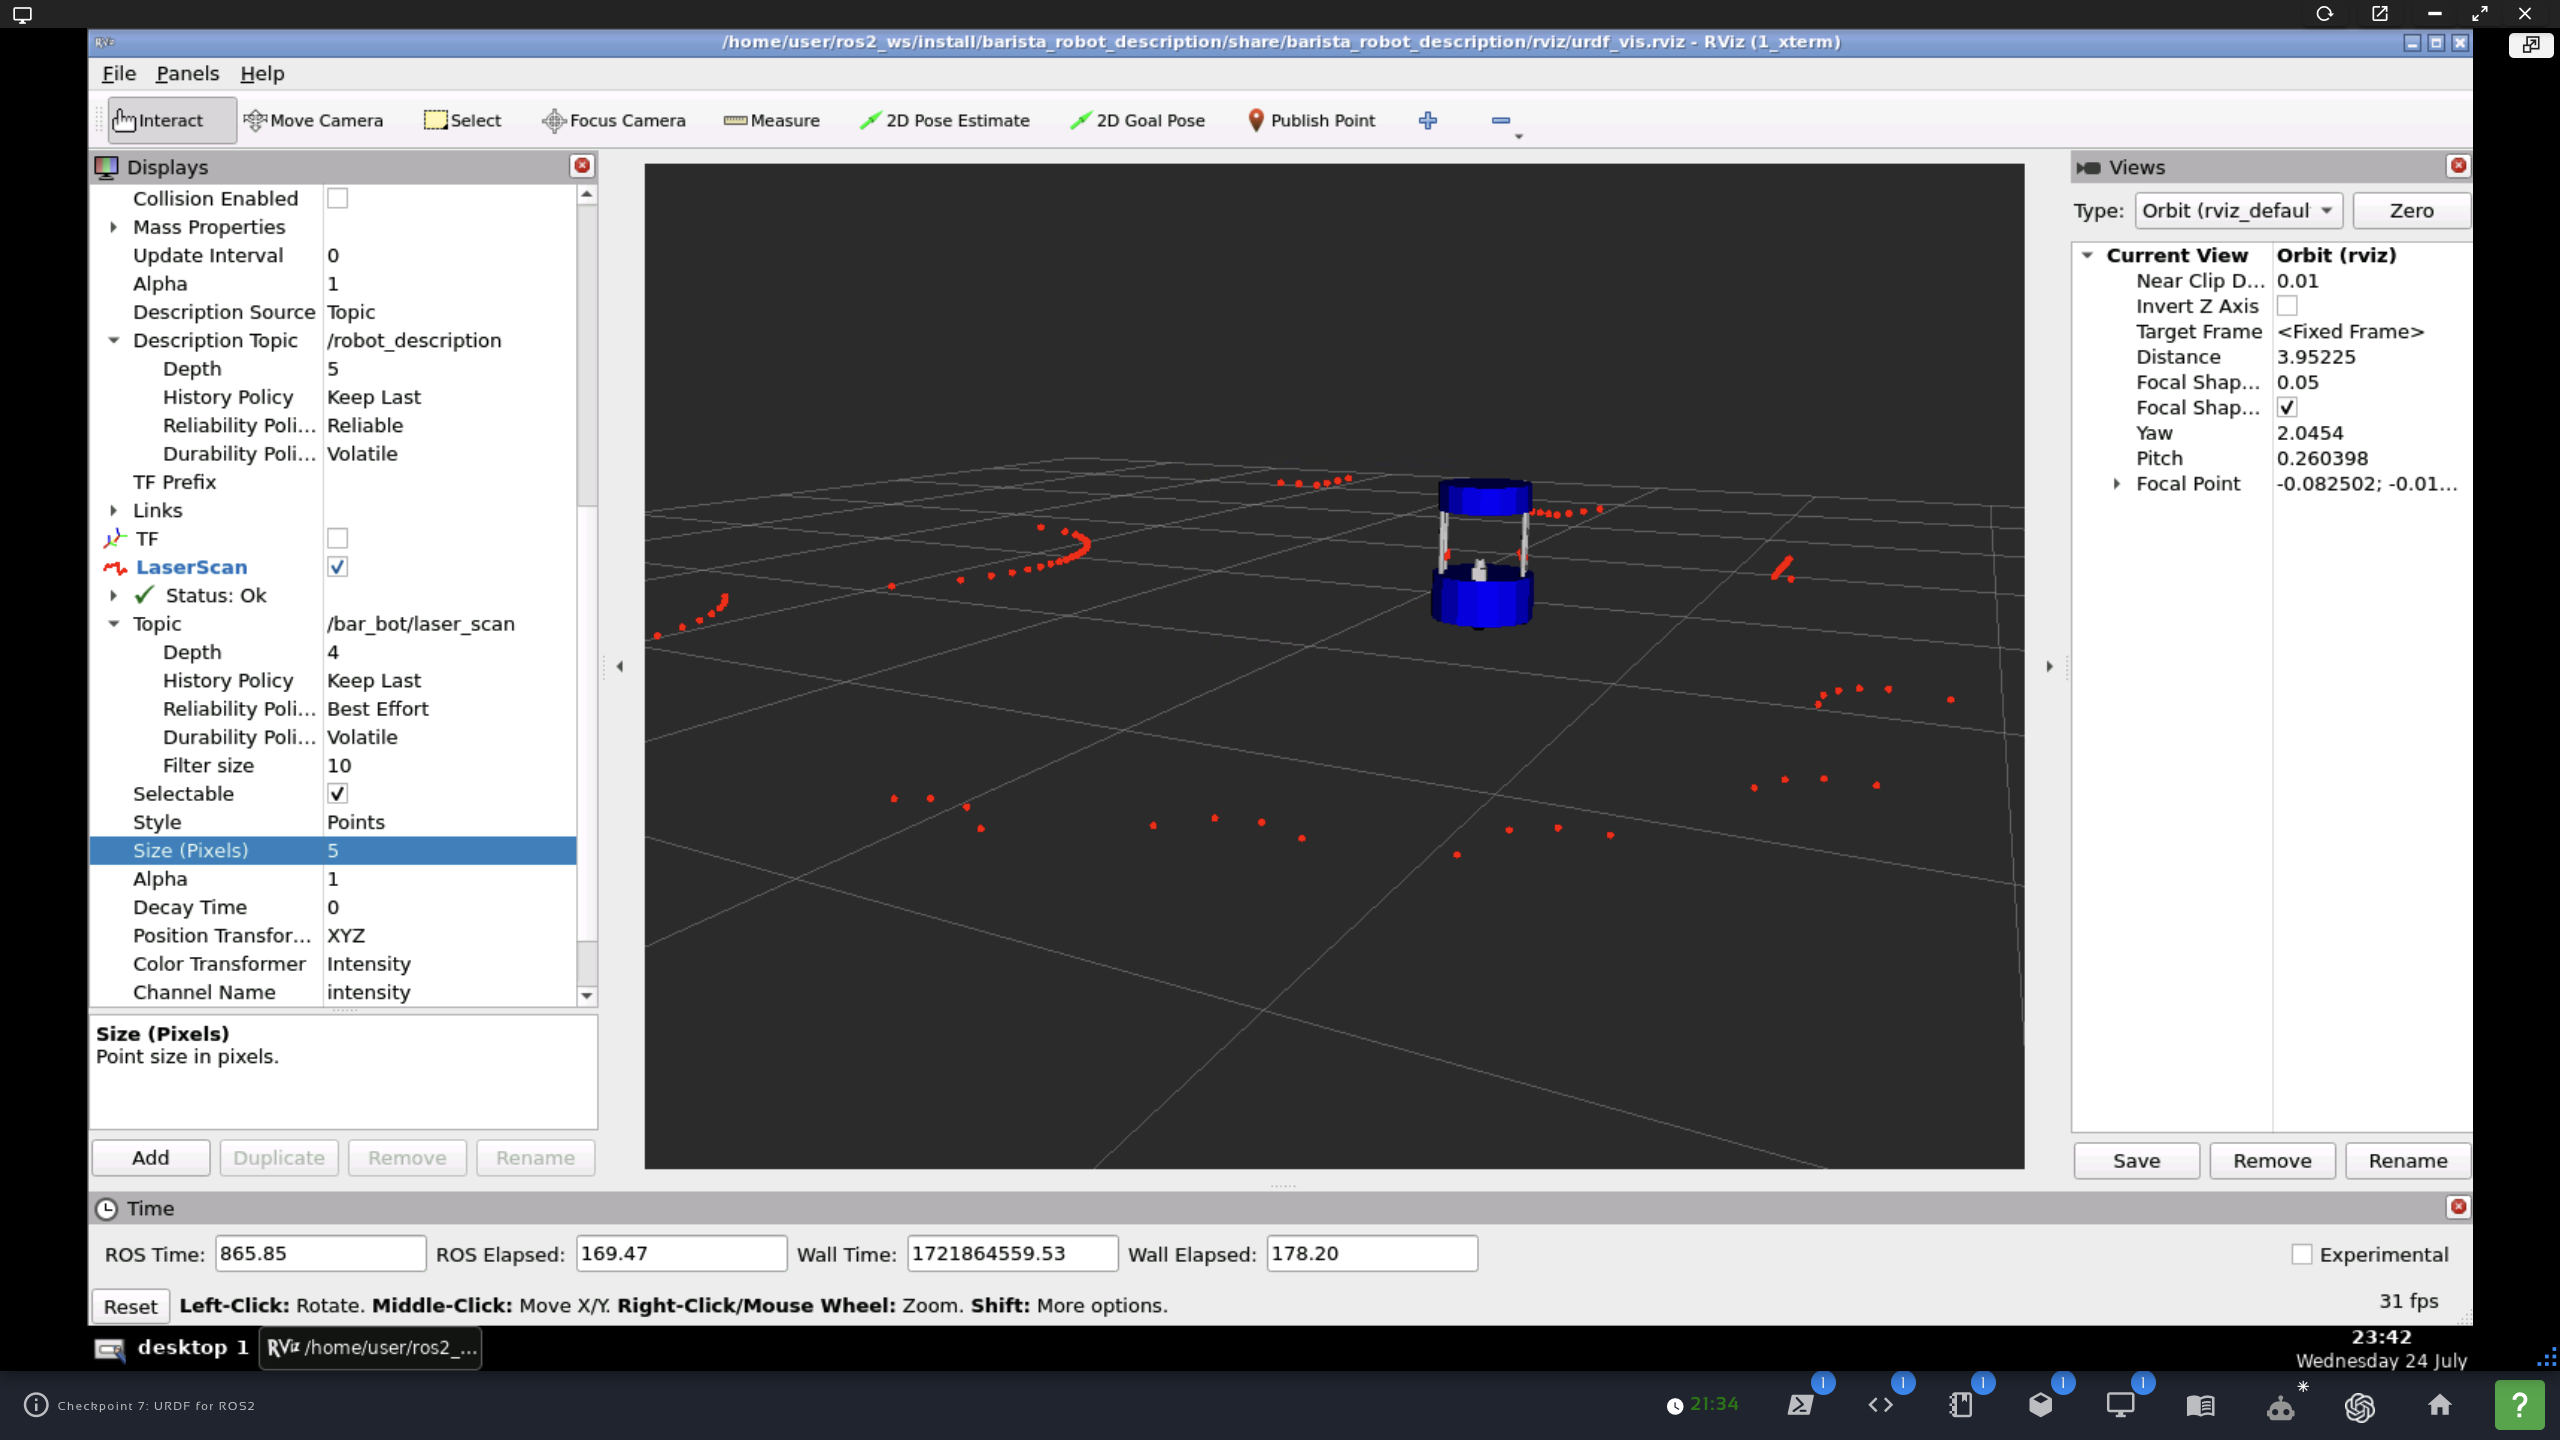 RViz
/home/user/ros2_ws/install/barista_robot_description/share/barista_robot_description/rviz/urdf_vis.rviz - RViz (1_xterm)
File Panels Help
Interact Move Camera Select Focus Camera Measure 2D Pose Estimate 2D Goal Pose Publish Point
Displays
Collision Enabled
Mass Properties
Update Interval 0
Alpha 1
Description Source Topic
Description Topic /robot_description
Depth 5
History Policy Keep Last
Reliability Poli... Reliable
Durability Poli... Volatile
TF Prefix
Links
TF
LaserScan
Status: Ok
Topic /bar_bot/laser_scan
Depth 4
History Policy Keep Last
Reliability Poli... Best Effort
Durability Poli... Volatile
Filter size 10
Selectable
Style Points
Size (Pixels) 5
Alpha 1
Decay Time 0
Position Transfor... XYZ
Color Transformer Intensity
Channel Name intensity
Size (Pixels)
Point size in pixels.
Add Duplicate Remove Rename
Views
Type: Orbit (rviz_defaul Zero
Current View Orbit (rviz)
Near Clip D... 0.01
Invert Z Axis
Target Frame <Fixed Frame>
Distance 3.95225
Focal Shap... 0.05
Focal Shap...
Yaw 2.0454
Pitch 0.260398
Focal Point -0.082502; -0.01...
Save Remove Rename
Time
ROS Time: 865.85 ROS Elapsed: 169.47 Wall Time: 1721864559.53 Wall Elapsed: 178.20 Experimental
Reset Left-Click: Rotate. Middle-Click: Move X/Y. Right-Click/Mouse Wheel: Zoom. Shift: More options. 31 fps
desktop 1 RViz /home/user/ros2_...
23:42
Wednesday 24 July
Checkpoint 7: URDF for ROS2
21:34
1 1 1 1 1
?